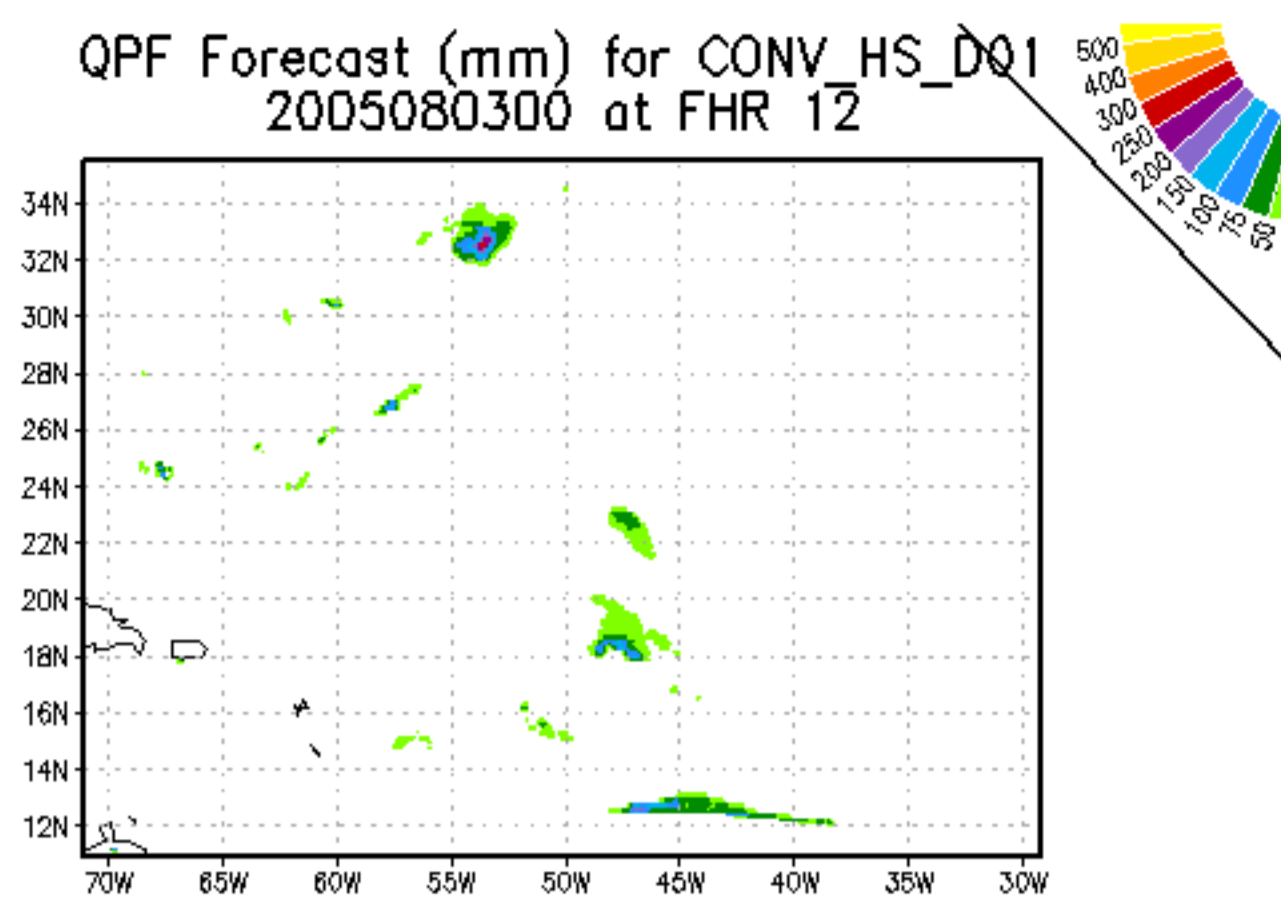 QPF Forecast (mm) for CONV_HS_D01
2005080300 at FHR 12
500
400
300
250
200
150
100
75
50
34N
32N
30N
28N
26N
24N
22N
20N
18N
16N
14N
12N
70W 65W 60W 55W 50W 45W 40W 35W 30W